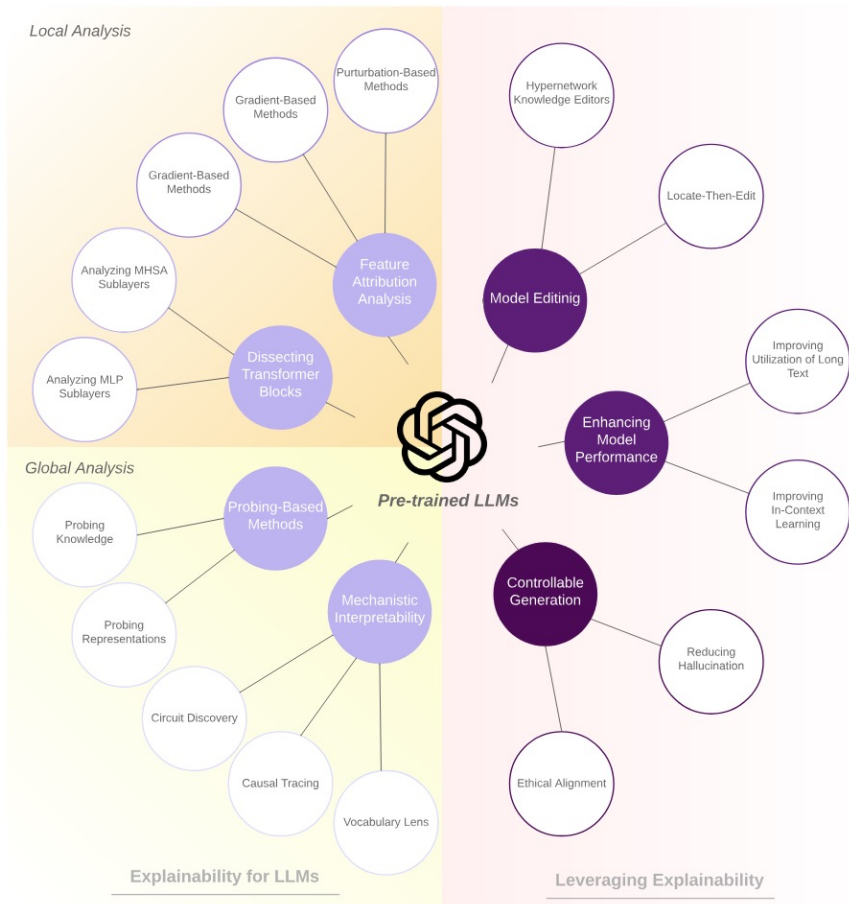 Local Analysis
Purturbation-Based
Methods
Gradient-Based
Methods
Gradient-Based
Methods
Analyzing MHSA
Sublayers
Analyzing MLP
Sublayers
Feature
Attribution
Analysis
Dissecting
Transformer
Blocks
Hypernetwork
Knowledge Editors
Locate-Then-Edit
Model Editinig
Improving
Utilization of Long
Text
Enhancing
Model
Performance
Improving
In-Context
Learning
Pre-trained LLMs
Global Analysis
Probing-Based
Methods
Probing
Knowledge
Probing
Representations
Mechanistic
Interpretability
Circuit Discovery
Causal Tracing
Vocabulary Lens
Controllable
Generation
Reducing
Hallucination
Ethical Alignment
Explainability for LLMs
Leveraging Explainability